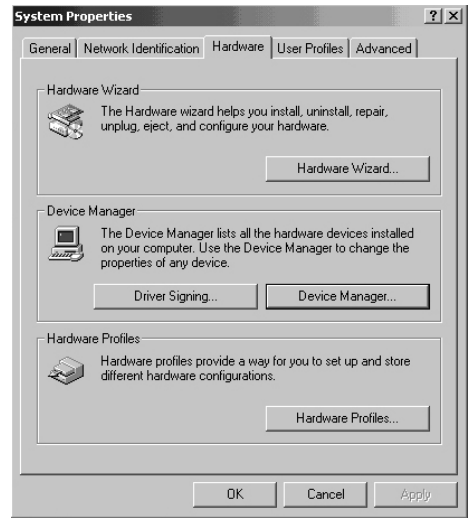 System Properties
? X
General Network Identification Hardware User Profiles Advanced
Hardware Wizard
The Hardware wizard helps you install, uninstall, repair,
unplug, eject, and configure your hardware.
Hardware Wizard...
Device Manager
The Device Manager lists all the hardware devices installed
on your computer. Use the Device Manager to change the
properties of any device.
Driver Signing... Device Manager...
Hardware Profiles
Hardware profiles provide a way for you to set up and store
different hardware configurations.
Hardware Profiles...
OK Cancel Apply